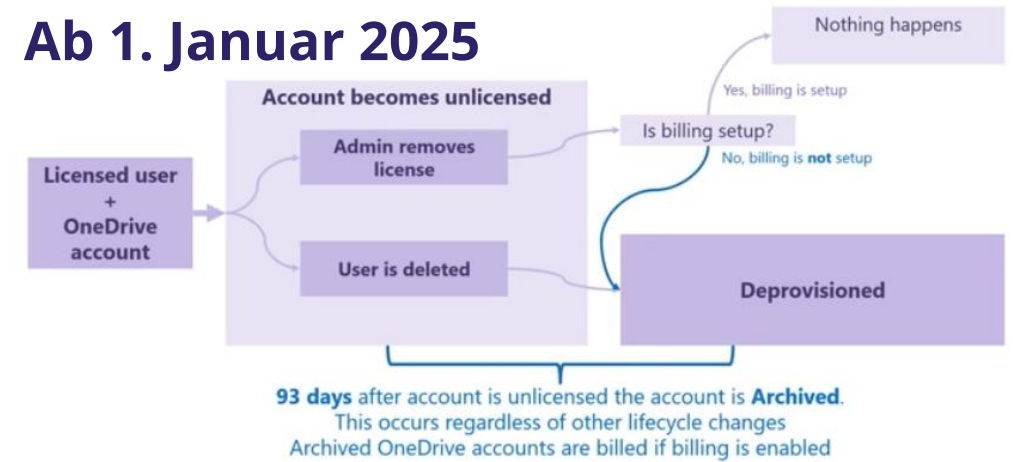 Ab 1. Januar 2025
Nothing happens
Yes, billing is setup
Account becomes unlicensed
Is billing setup?
Admin removes
license
No, billing is not setup
Licensed user
+
OneDrive
account
User is deleted
Deprovisioned
93 days after account is unlicensed the account is Archived.
This occurs regardless of other lifecycle changes
Archived OneDrive accounts are billed if billing is enabled